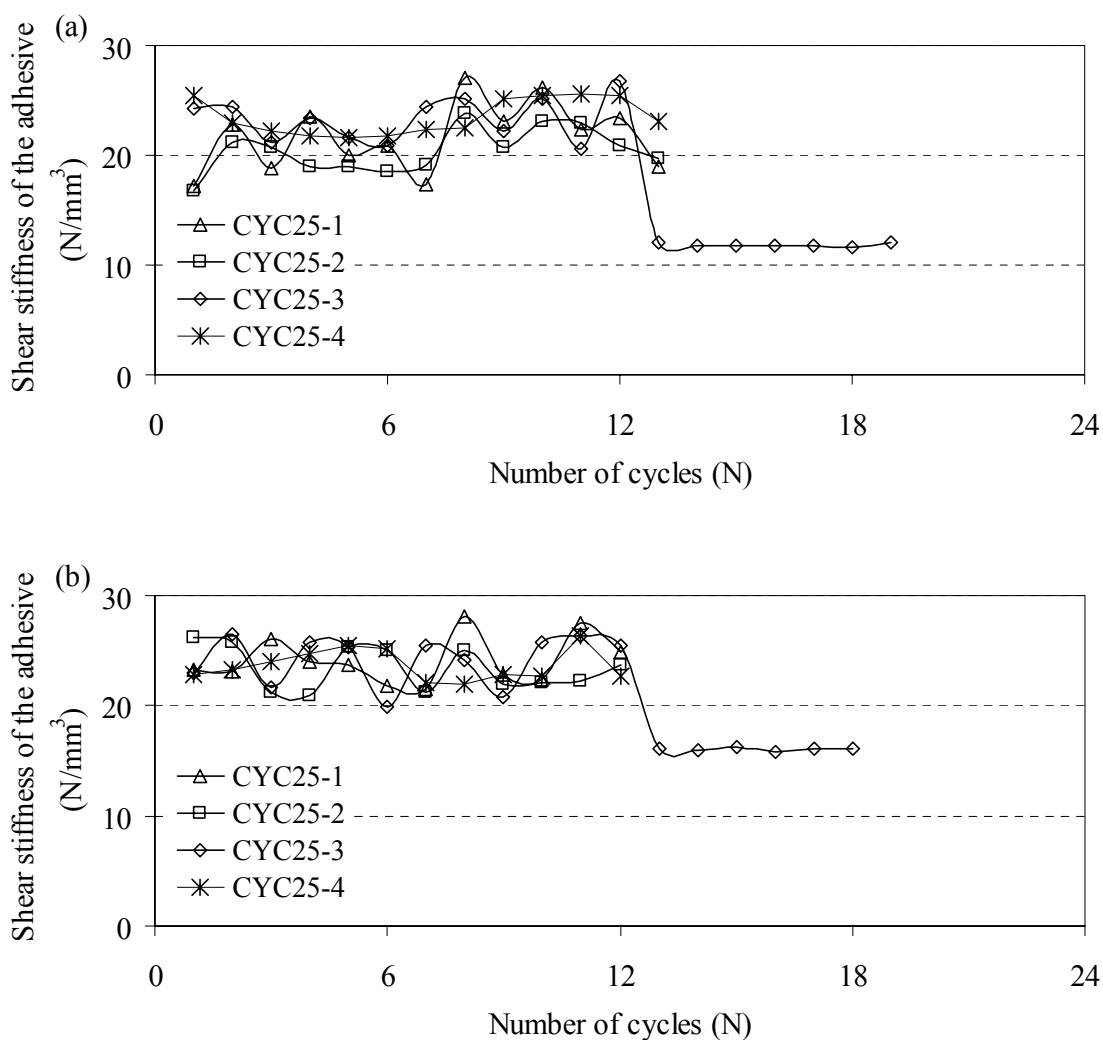 (a)
Shear stiffness of the adhesive
(N/mm³)
30
20
10
0
CYC25-1
CYC25-2
CYC25-3
CYC25-4
0 6 12 18 24
Number of cycles (N)
(b)
Shear stiffness of the adhesive
(N/mm³)
30
20
10
0
CYC25-1
CYC25-2
CYC25-3
CYC25-4
0 6 12 18 24
Number of cycles (N)